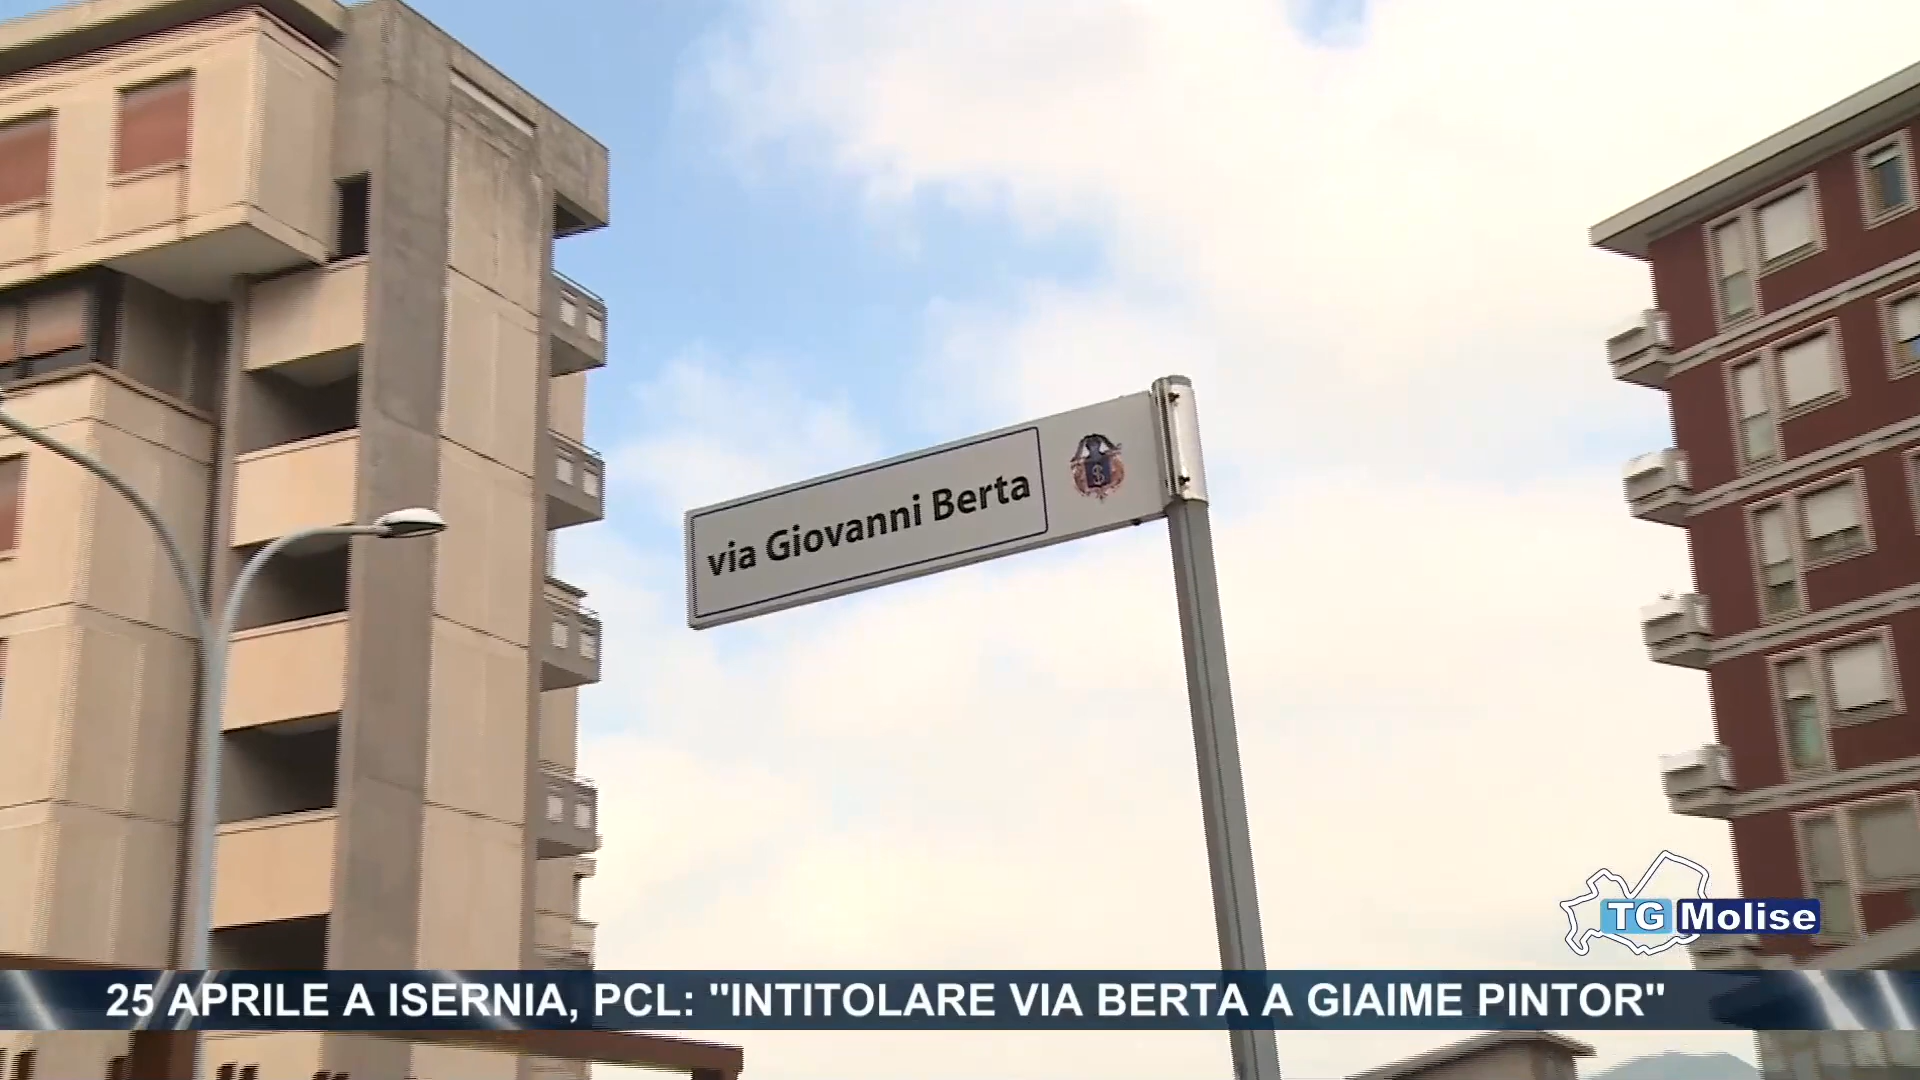 via Giovanni Berta
TG Molise
25 APRILE A ISERNIA, PCL: "INTITOLARE VIA BERTA A GIAIME PINTOR"